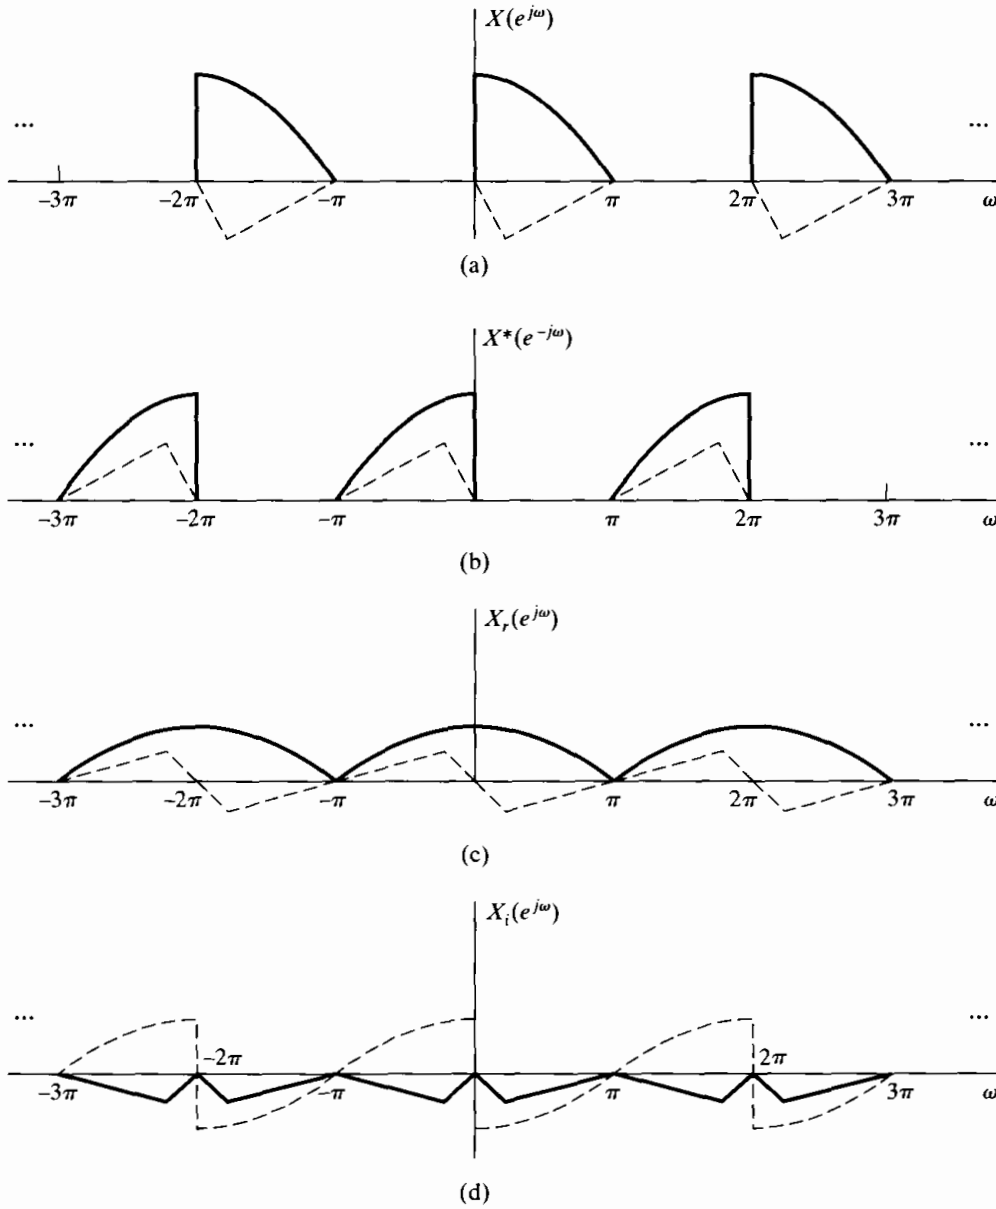 X(e^{jω})
... ...
−3π −2π −π π 2π 3π ω
(a)
X*(e^{−jω})
... ...
−3π −2π −π π 2π 3π ω
(b)
X_r(e^{jω})
... ...
−3π −2π −π π 2π 3π ω
(c)
X_i(e^{jω})
... ...
−2π 2π
−3π −π π 3π ω
(d)